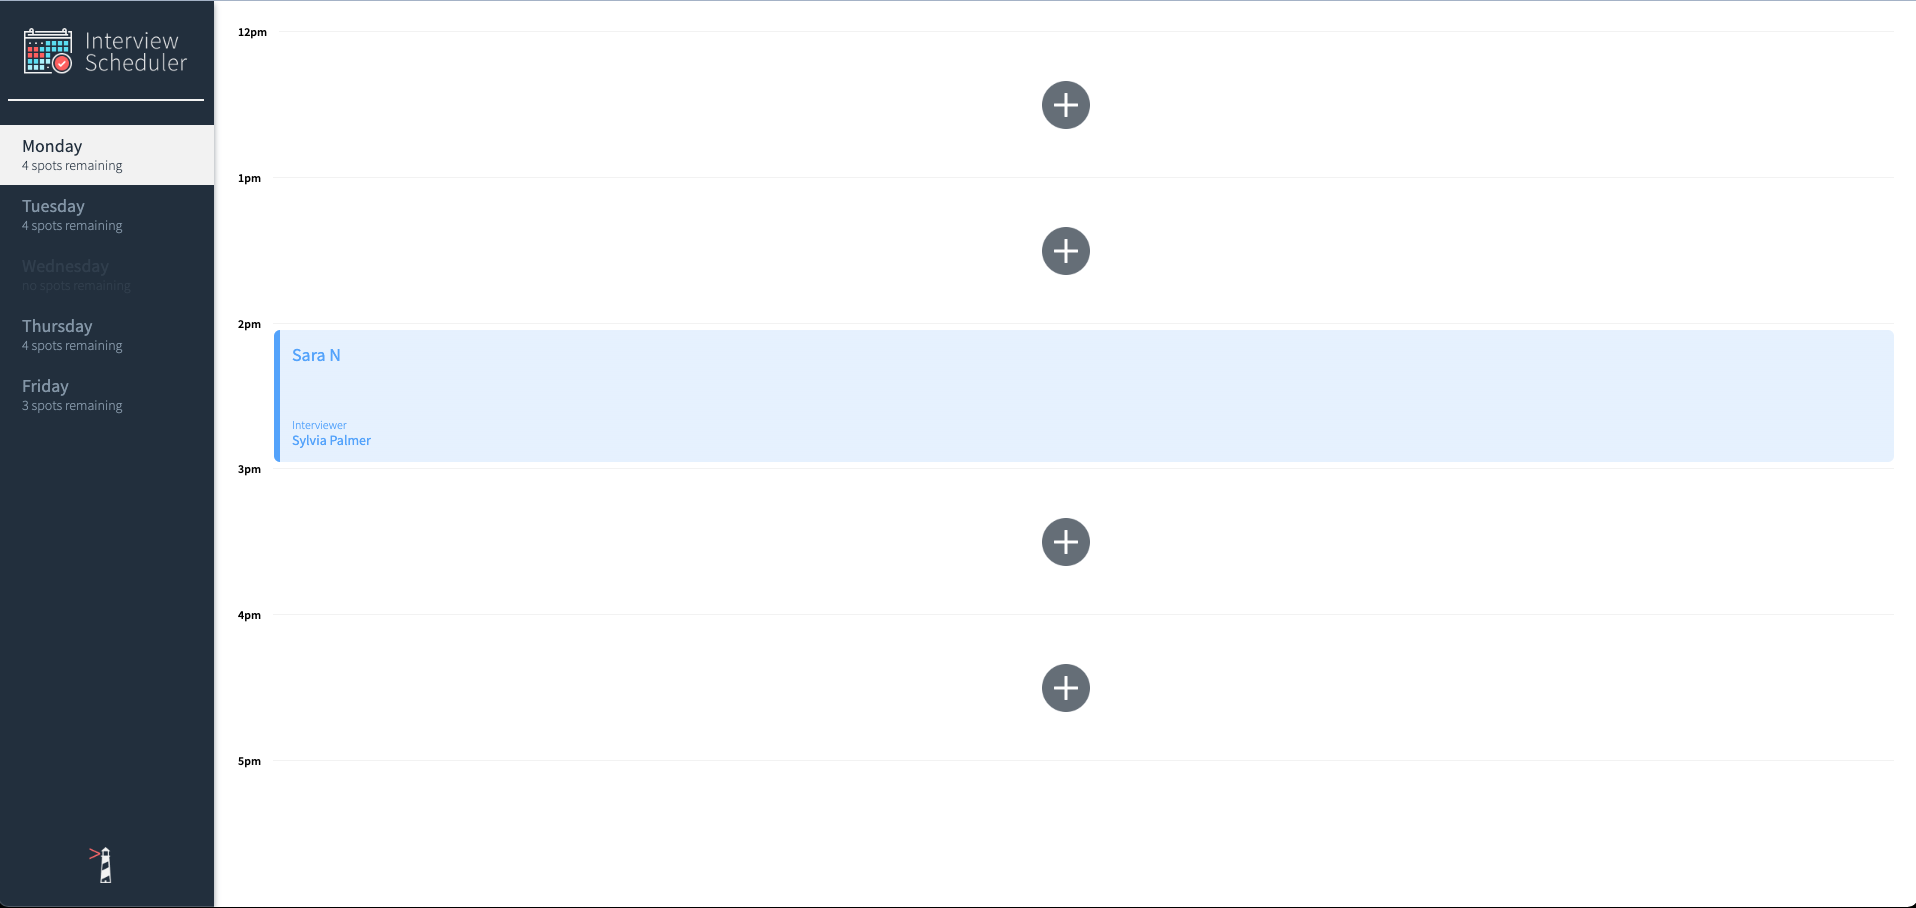 Interview
Scheduler
Monday
4 spots remaining
Tuesday
4 spots remaining
Wednesday
no spots remaining
Thursday
4 spots remaining
Friday
3 spots remaining
12pm
1pm
2pm
Sara N
Interviewer
Sylvia Palmer
3pm
4pm
5pm